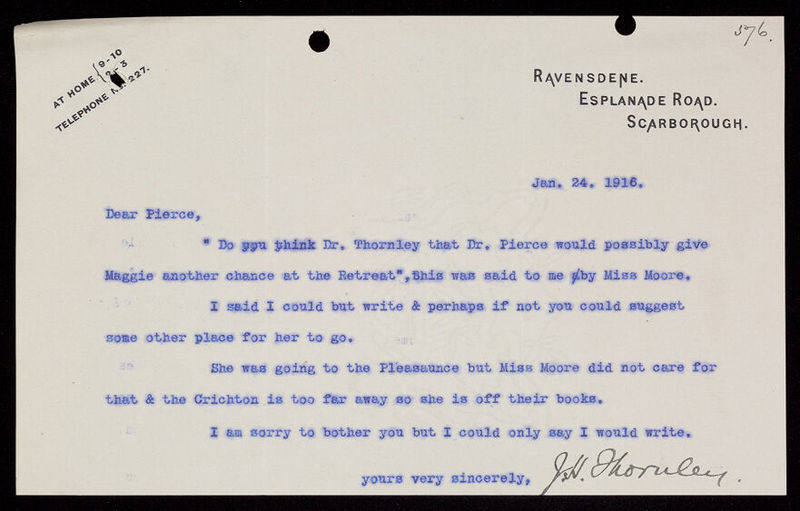 576.
AT HOME { 9-10
2-3
TELEPHONE No. 227.
RAVENSDENE.
ESPLANADE ROAD.
SCARBOROUGH.
Jan. 24. 1916.
Dear Pierce,
" Do you think Dr. Thornley that Dr. Pierce would possibly give
Maggie another chance at the Retreat", this was said to me by Miss Moore.
I said I could but write & perhaps if not you could suggest
some other place for her to go.
She was going to the Pleasaunce but Miss Moore did not care for
that & the Crichton is too far away so she is off their books.
I am sorry to bother you but I could only say I would write.
yours very sincerely, J.H. Thornley.